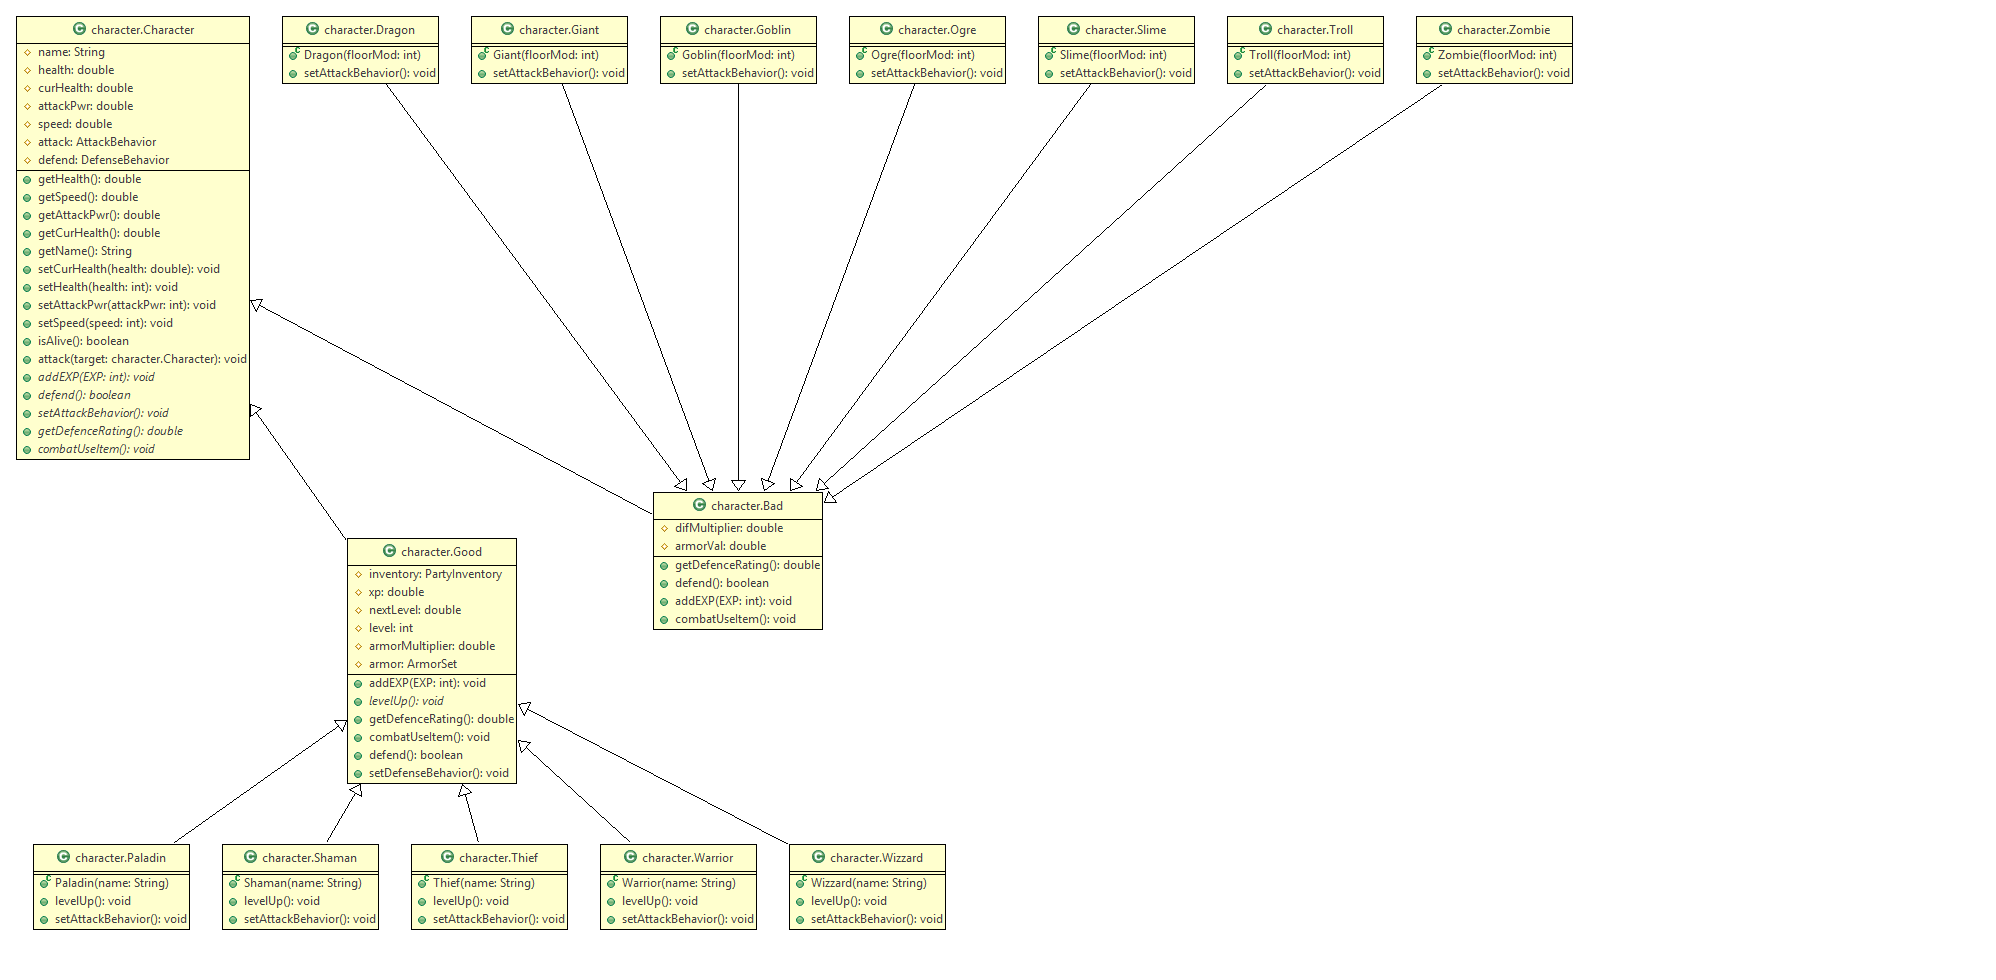 character.Character
name: String
health: double
curHealth: double
attackPwr: double
speed: double
attack: AttackBehavior
defend: DefenseBehavior
getHealth(): double
getSpeed(): double
getAttackPwr(): double
getCurHealth(): double
getName(): String
setCurHealth(health: double): void
setHealth(health: int): void
setAttackPwr(attackPwr: int): void
setSpeed(speed: int): void
isAlive(): boolean
attack(target: character.Character): void
addEXP(EXP: int): void
defend(): boolean
setAttackBehavior(): void
getDefenceRating(): double
combatUseItem(): void
character.Dragon
Dragon(floorMod: int)
setAttackBehavior(): void
character.Giant
Giant(floorMod: int)
setAttackBehavior(): void
character.Goblin
Goblin(floorMod: int)
setAttackBehavior(): void
character.Ogre
Ogre(floorMod: int)
setAttackBehavior(): void
character.Slime
Slime(floorMod: int)
setAttackBehavior(): void
character.Troll
Troll(floorMod: int)
setAttackBehavior(): void
character.Zombie
Zombie(floorMod: int)
setAttackBehavior(): void
character.Bad
difMultiplier: double
armorVal: double
getDefenceRating(): double
defend(): boolean
addEXP(EXP: int): void
combatUseItem(): void
character.Good
inventory: PartyInventory
xp: double
nextLevel: double
level: int
armorMultiplier: double
armor: ArmorSet
addEXP(EXP: int): void
levelUp(): void
getDefenceRating(): double
combatUseItem(): void
defend(): boolean
setDefenseBehavior(): void
character.Paladin
Paladin(name: String)
levelUp(): void
setAttackBehavior(): void
character.Shaman
Shaman(name: String)
levelUp(): void
setAttackBehavior(): void
character.Thief
Thief(name: String)
levelUp(): void
setAttackBehavior(): void
character.Warrior
Warrior(name: String)
levelUp(): void
setAttackBehavior(): void
character.Wizzard
Wizzard(name: String)
levelUp(): void
setAttackBehavior(): void